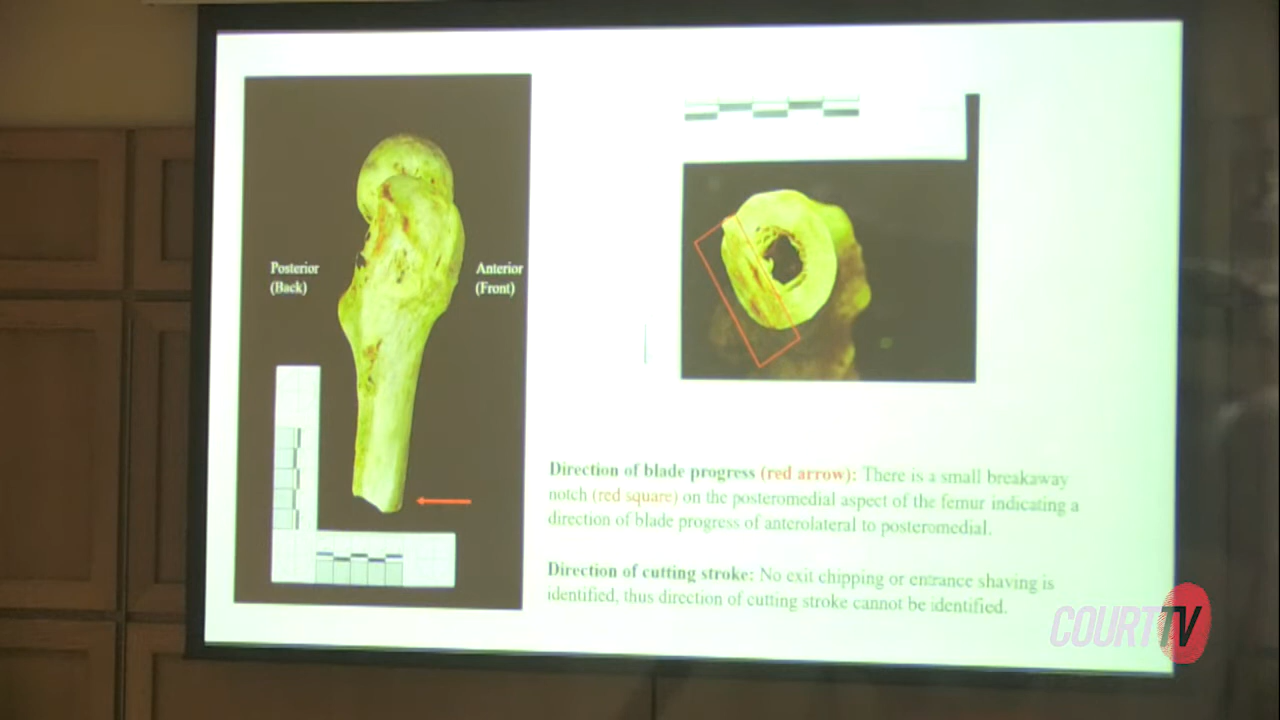 Posterior
(Back)
Anterior
(Front)
Direction of blade progress (red arrow): There is a small breakaway
notch (red square) on the posteromedial aspect of the femur indicating a
direction of blade progress of anterolateral to posteromedial.
Direction of cutting stroke: No exit chipping or entrance shaving is
identified, thus direction of cutting stroke cannot be identified.
COURT TV